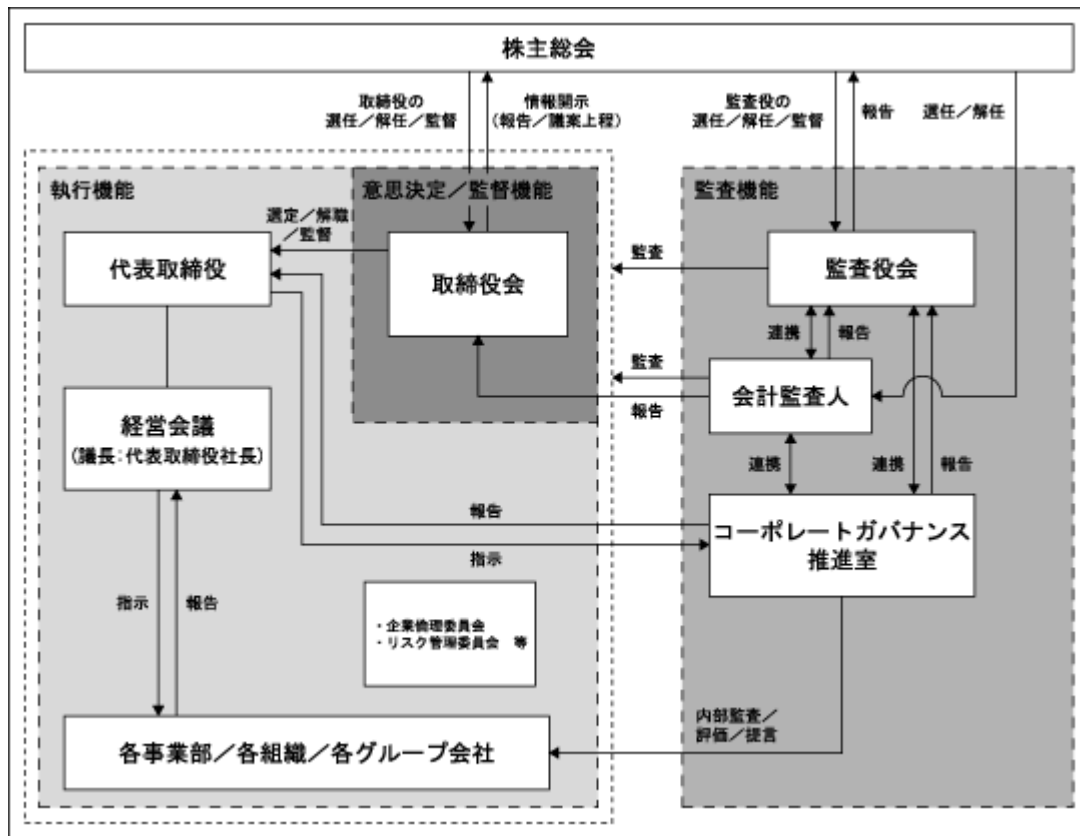 株主総会
取締役の
選任／解任／監督
情報開示
（報告／議案上程）
監査役の
選任／解任／監督
報告
選任／解任
執行機能
意思決定／監督機能
監査機能
選定／解職
／監督
代表取締役
取締役会
監査
監査役会
連携
報告
監査
報告
会計監査人
経営会議
（議長：代表取締役社長）
連携
連携
報告
報告
指示
コーポレートガバナンス
推進室
指示
報告
・企業倫理委員会
・リスク管理委員会　等
内部監査／
評価／提言
各事業部／各組織／各グループ会社